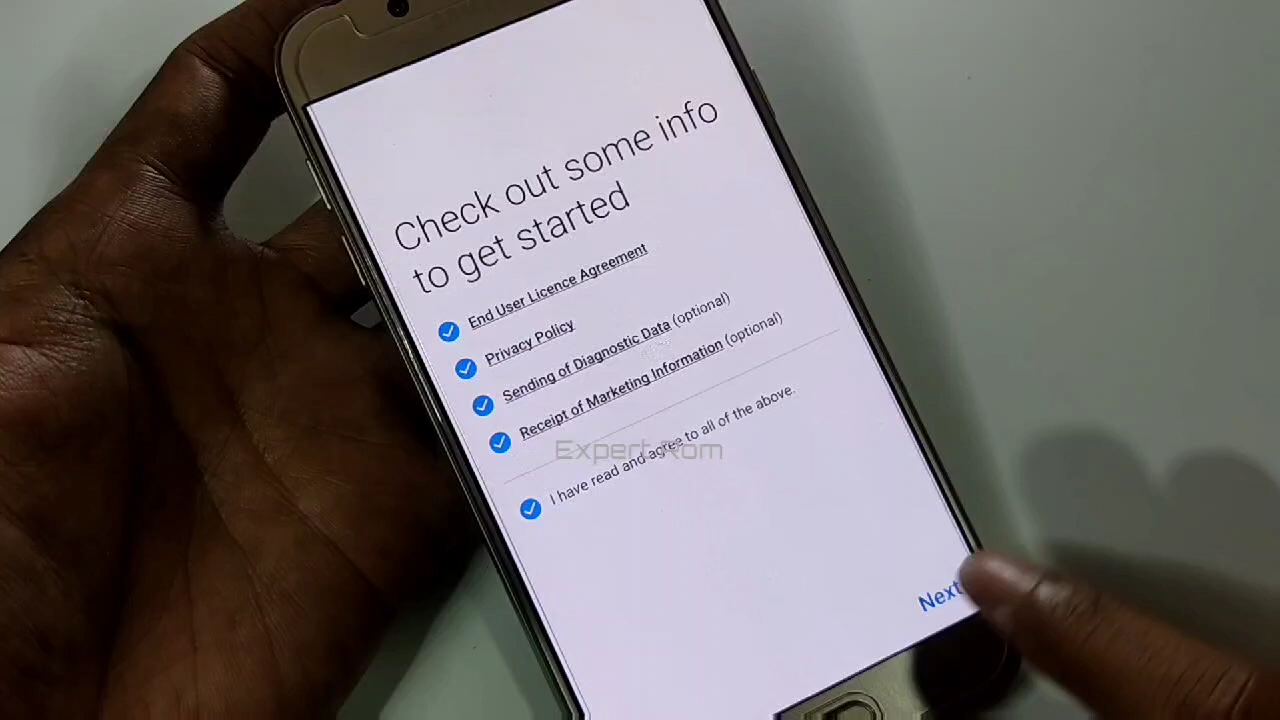 Check out some info
to get started
End User Licence Agreement
Privacy Policy
Sending of Diagnostic Data (optional)
Receipt of Marketing Information (optional)
I have read and agree to all of the above.
Expert Rom
Next